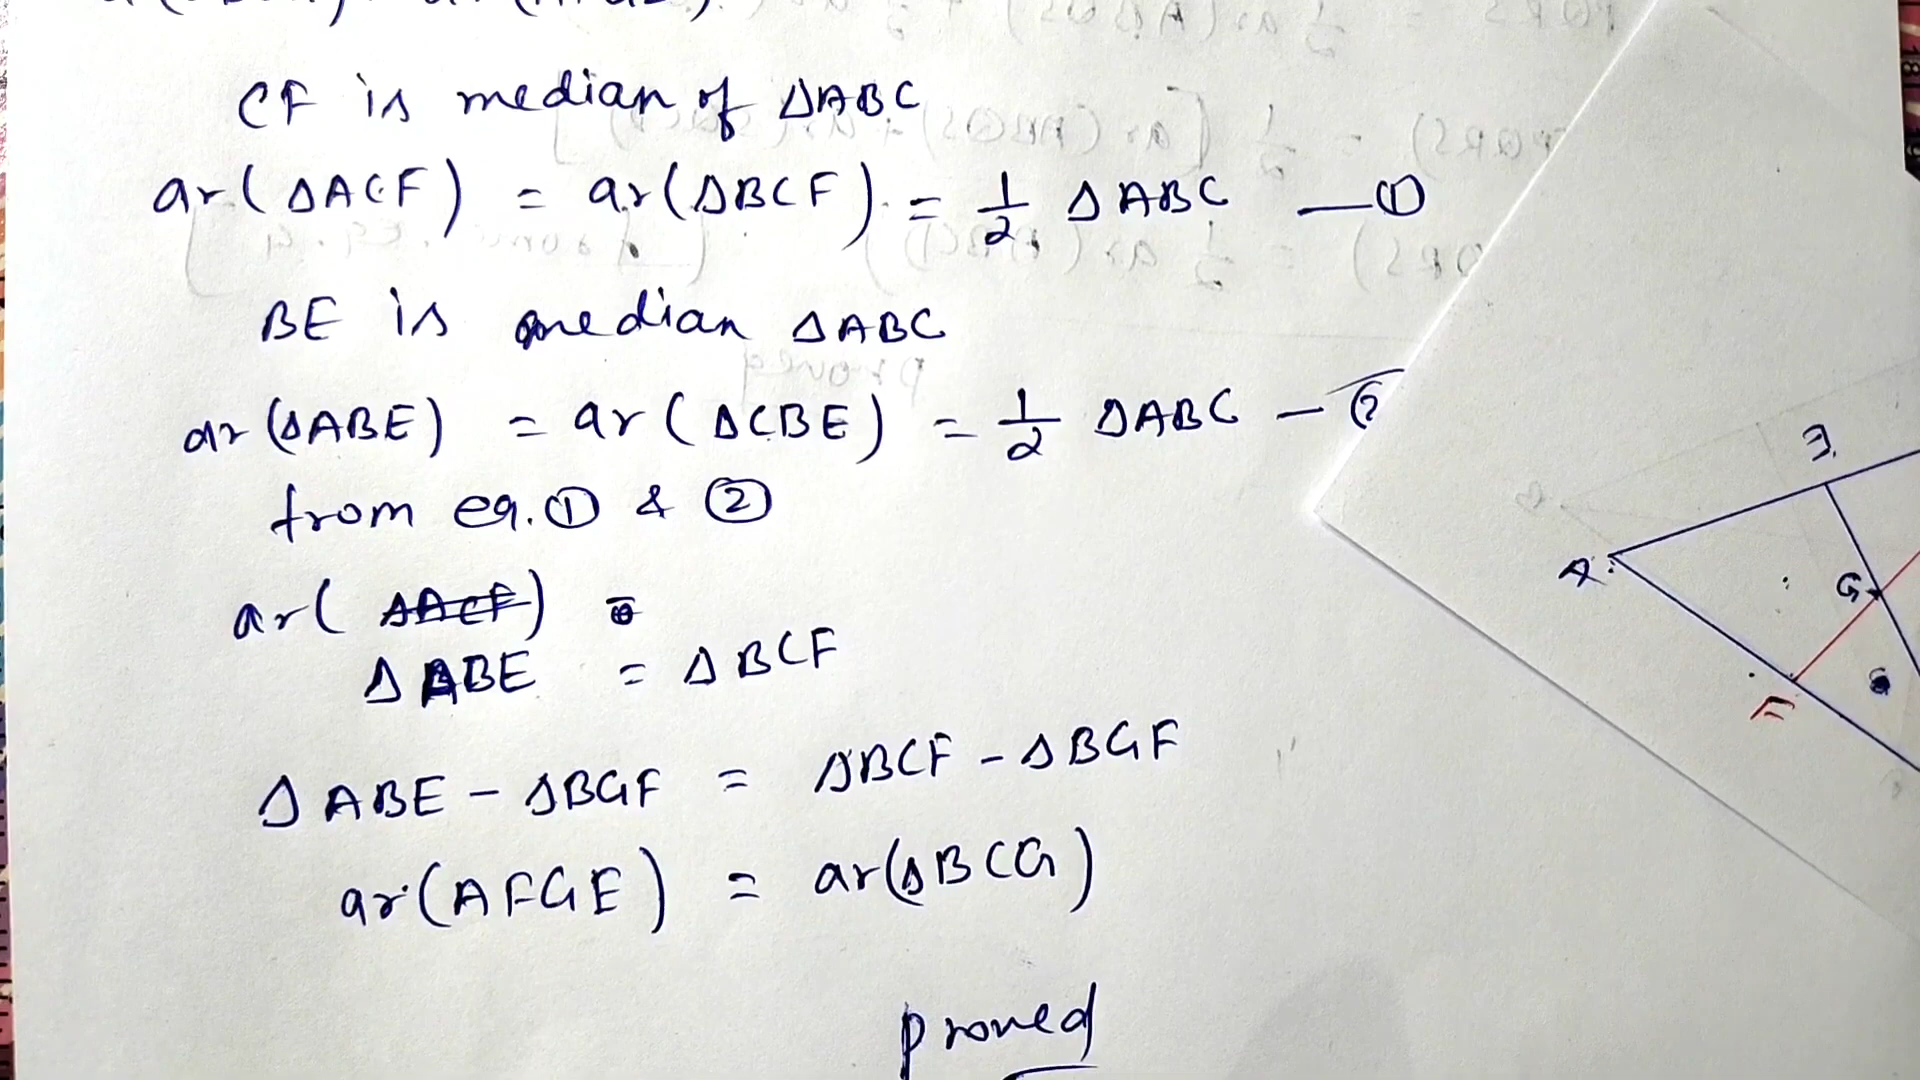 CF is median of ΔABC
ar(ΔACF) = ar(ΔBCF) = 1/2 ΔABC —①
BE is median ΔABC
ar(ΔABE) = ar(ΔCBE) = 1/2 ΔABC — ②
from eq. ① & ②
ar( ΔACF) =
ΔABE = ΔBCF
ΔABE - ΔBGF = ΔBCF - ΔBGF
ar(AFGE) = ar(ΔBCG)
proved
E
A
G
F